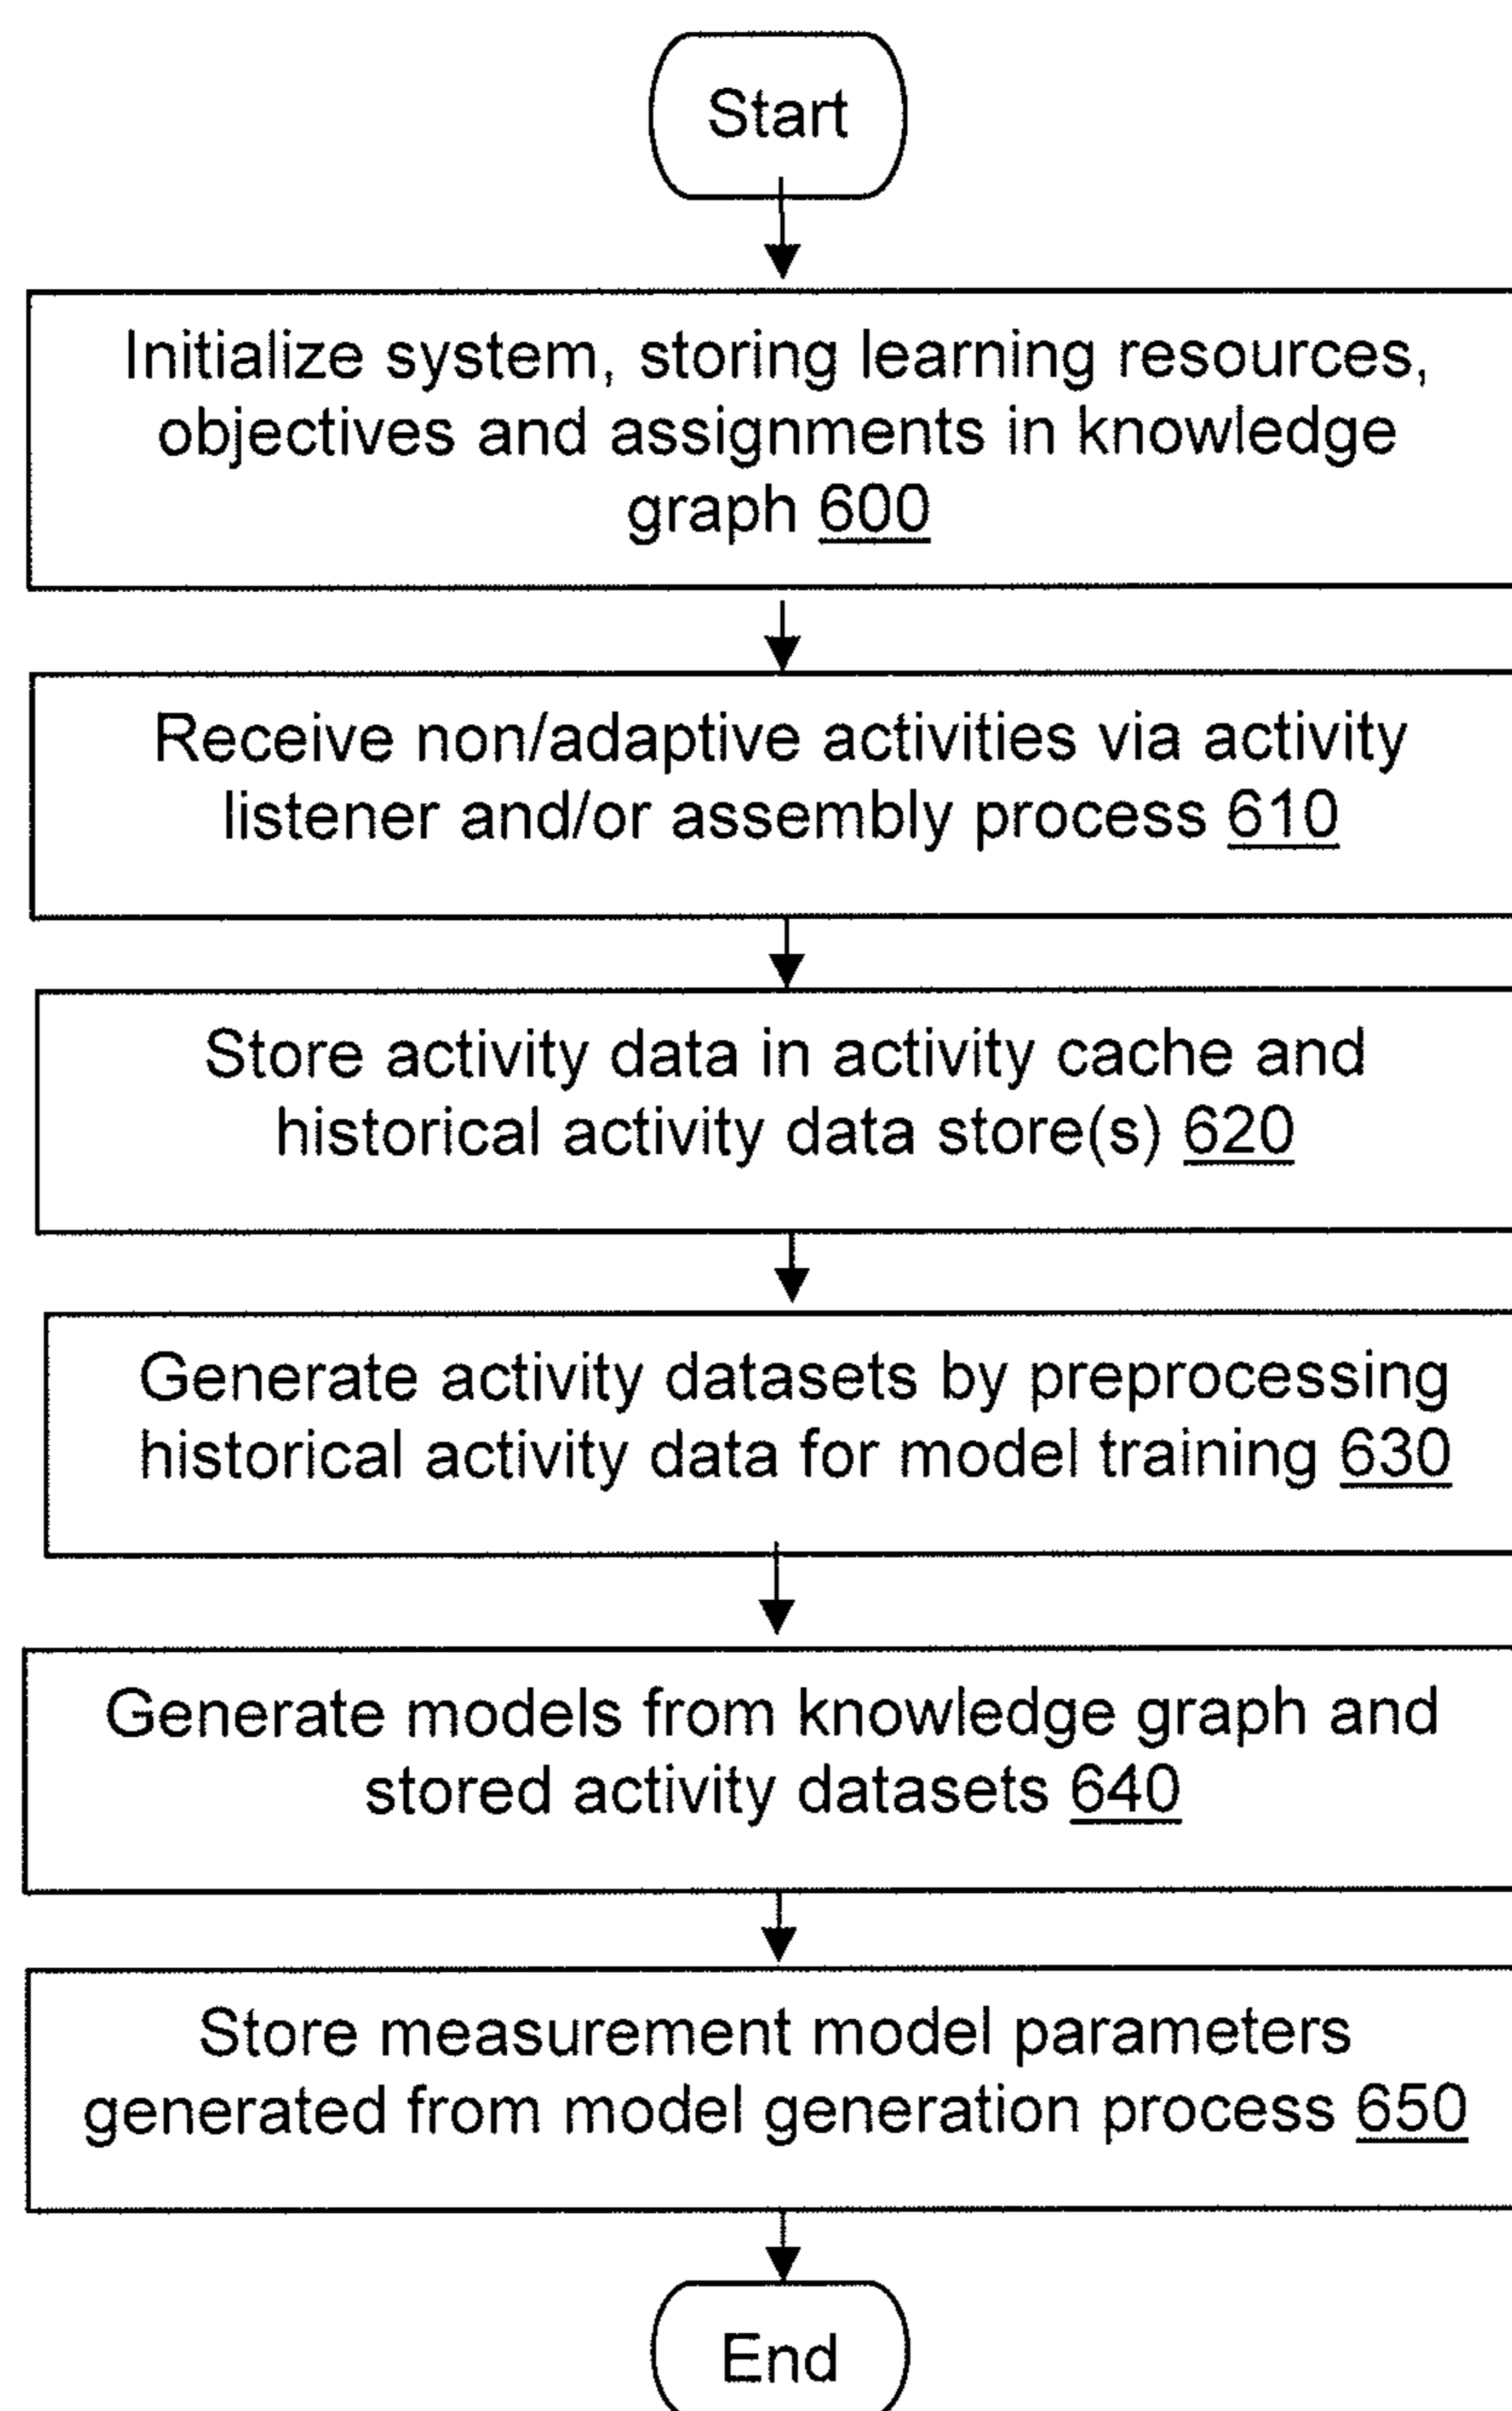 Start
Initialize system, storing learning resources,
objectives and assignments in knowledge
graph 600
Receive non/adaptive activities via activity
listener and/or assembly process 610
Store activity data in activity cache and
historical activity data store(s) 620
Generate activity datasets by preprocessing
historical activity data for model training 630
Generate models from knowledge graph and
stored activity datasets 640
Store measurement model parameters
generated from model generation process 650
End